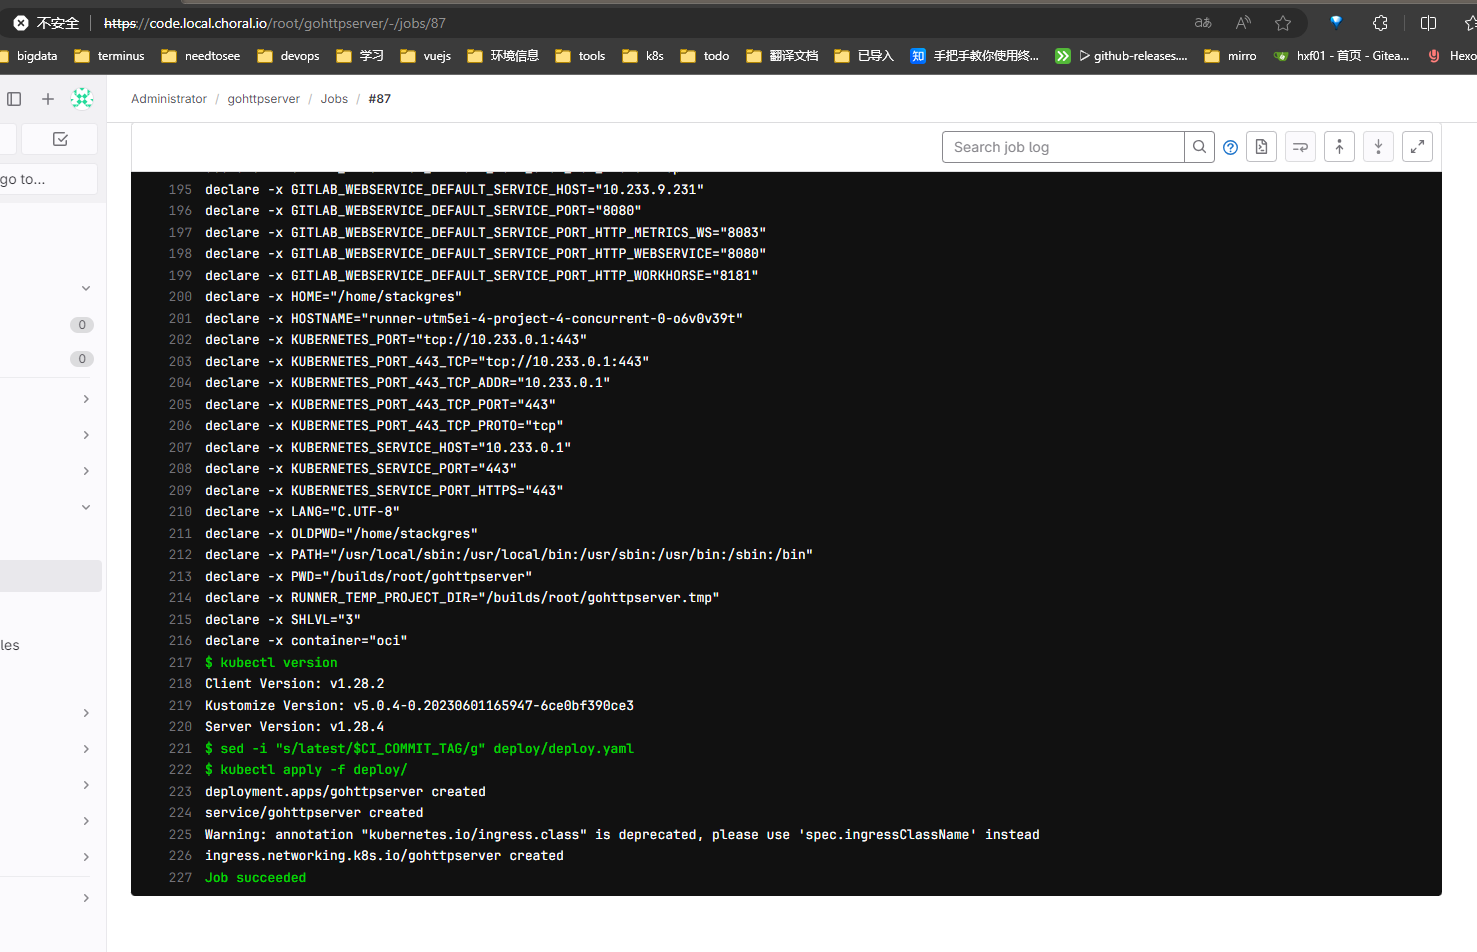 不安全 https://code.local.choral.io/root/gohttpserver/-/jobs/87 aあ A
bigdata terminus needtosee devops 学习 vuejs 环境信息 tools k8s todo 翻译文档 已导入 知 手把手教你使用终... github-releases.... mirro hxf01 - 首页 - Gitea... Hexo
Administrator / gohttpserver / Jobs / #87
Search job log
go to...
0
0
les
195 declare -x GITLAB_WEBSERVICE_DEFAULT_SERVICE_HOST="10.233.9.231"
196 declare -x GITLAB_WEBSERVICE_DEFAULT_SERVICE_PORT="8080"
197 declare -x GITLAB_WEBSERVICE_DEFAULT_SERVICE_PORT_HTTP_METRICS_WS="8083"
198 declare -x GITLAB_WEBSERVICE_DEFAULT_SERVICE_PORT_HTTP_WEBSERVICE="8080"
199 declare -x GITLAB_WEBSERVICE_DEFAULT_SERVICE_PORT_HTTP_WORKHORSE="8181"
200 declare -x HOME="/home/stackgres"
201 declare -x HOSTNAME="runner-utm5ei-4-project-4-concurrent-0-o6v0v39t"
202 declare -x KUBERNETES_PORT="tcp://10.233.0.1:443"
203 declare -x KUBERNETES_PORT_443_TCP="tcp://10.233.0.1:443"
204 declare -x KUBERNETES_PORT_443_TCP_ADDR="10.233.0.1"
205 declare -x KUBERNETES_PORT_443_TCP_PORT="443"
206 declare -x KUBERNETES_PORT_443_TCP_PROTO="tcp"
207 declare -x KUBERNETES_SERVICE_HOST="10.233.0.1"
208 declare -x KUBERNETES_SERVICE_PORT="443"
209 declare -x KUBERNETES_SERVICE_PORT_HTTPS="443"
210 declare -x LANG="C.UTF-8"
211 declare -x OLDPWD="/home/stackgres"
212 declare -x PATH="/usr/local/sbin:/usr/local/bin:/usr/sbin:/usr/bin:/sbin:/bin"
213 declare -x PWD="/builds/root/gohttpserver"
214 declare -x RUNNER_TEMP_PROJECT_DIR="/builds/root/gohttpserver.tmp"
215 declare -x SHLVL="3"
216 declare -x container="oci"
217 $ kubectl version
218 Client Version: v1.28.2
219 Kustomize Version: v5.0.4-0.20230601165947-6ce0bf390ce3
220 Server Version: v1.28.4
221 $ sed -i "s/latest/$CI_COMMIT_TAG/g" deploy/deploy.yaml
222 $ kubectl apply -f deploy/
223 deployment.apps/gohttpserver created
224 service/gohttpserver created
225 Warning: annotation "kubernetes.io/ingress.class" is deprecated, please use 'spec.ingressClassName' instead
226 ingress.networking.k8s.io/gohttpserver created
227 Job succeeded